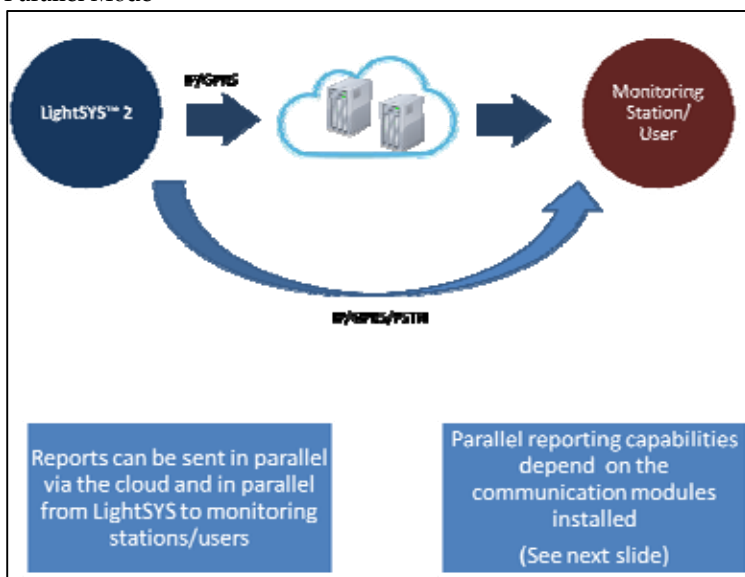 Parallel Mode
IP/GPRS
LightSYS™ 2
Monitoring
Station/
User
IP/GPRS/PSTN
Reports can be sent in parallel
via the cloud and in parallel
from LightSYS to monitoring
stations/users
Parallel reporting capabilities
depend on the
communication modules
installed
(See next slide)